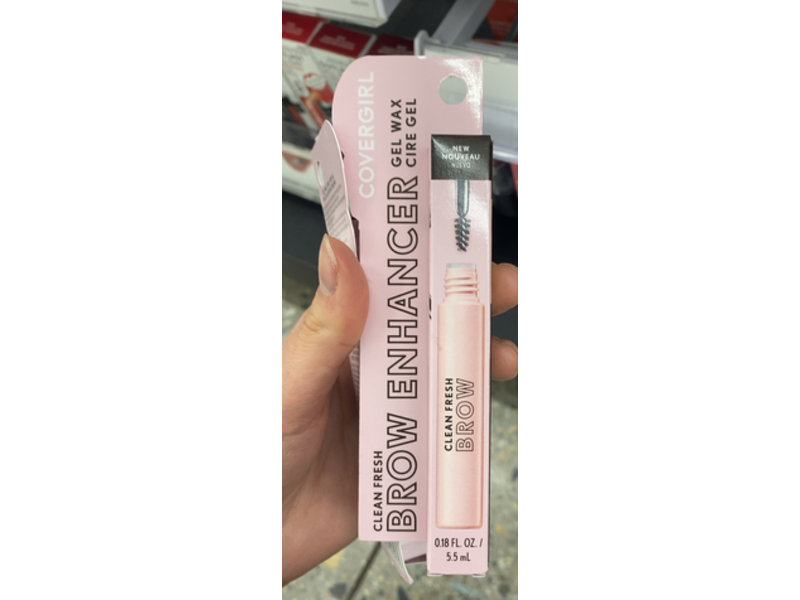 COVERGIRL
CLEAN FRESH
BROW ENHANCER
GEL WAX
CIRE GEL
NEW
NOUVEAU
NUEVO
CLEAN FRESH
BROW
0.18 FL. OZ. /
5.5 mL